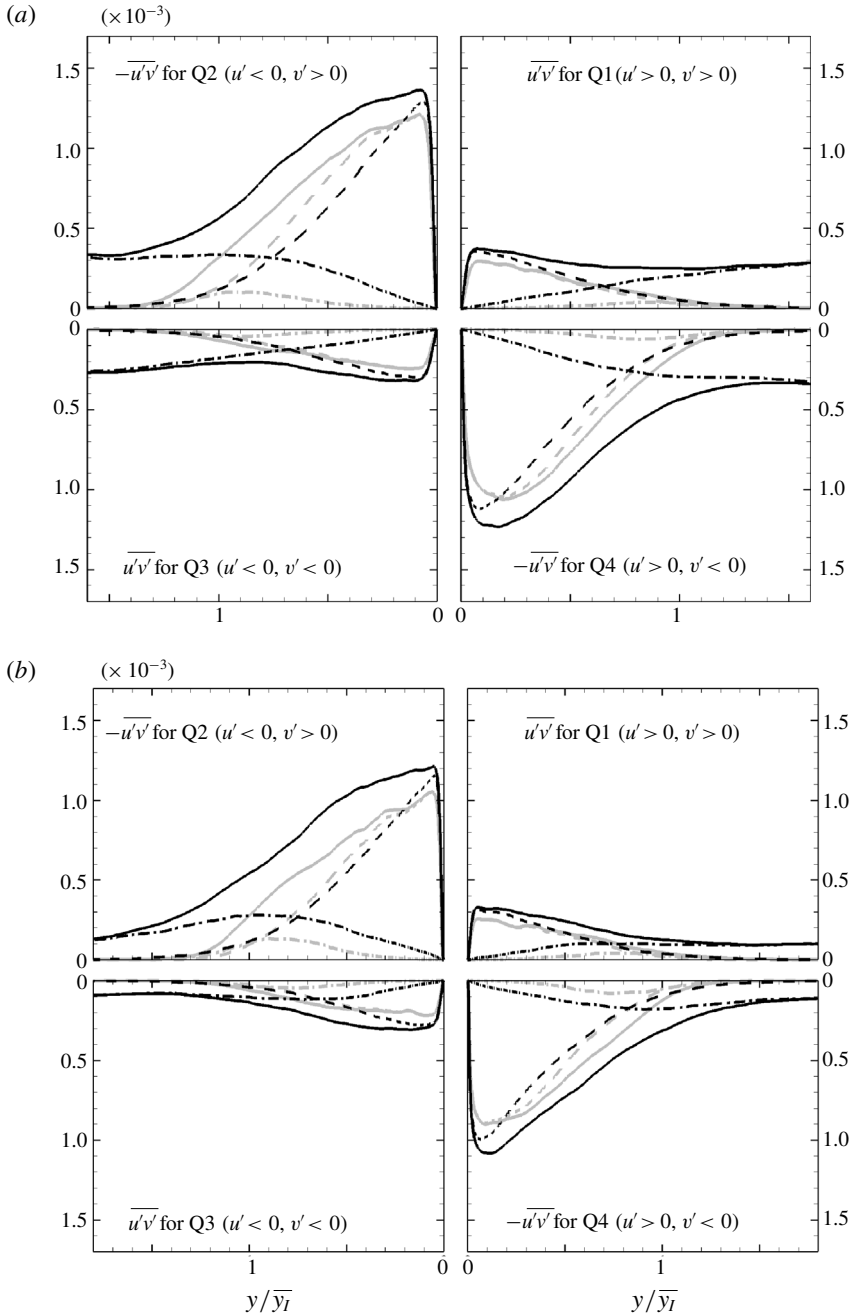 (a)
(× 10⁻³)
1.5
1.0
0.5
0
−u′v′ for Q2 (u′ < 0, v′ > 0)
u′v′ for Q1(u′ > 0, v′ > 0)
1.5
1.0
0.5
0
0
0.5
1.0
1.5
u′v′ for Q3 (u′ < 0, v′ < 0)
−u′v′ for Q4 (u′ > 0, v′ < 0)
0
0.5
1.0
1.5
1 0 0 1
(b)
(× 10⁻³)
1.5
1.0
0.5
0
−u′v′ for Q2 (u′ < 0, v′ > 0)
u′v′ for Q1 (u′ > 0, v′ > 0)
1.5
1.0
0.5
0
0
0.5
1.0
1.5
u′v′ for Q3 (u′ < 0, v′ < 0)
−u′v′ for Q4 (u′ > 0, v′ < 0)
0
0.5
1.0
1.5
1 0 0 1
y/y_I y/y_I